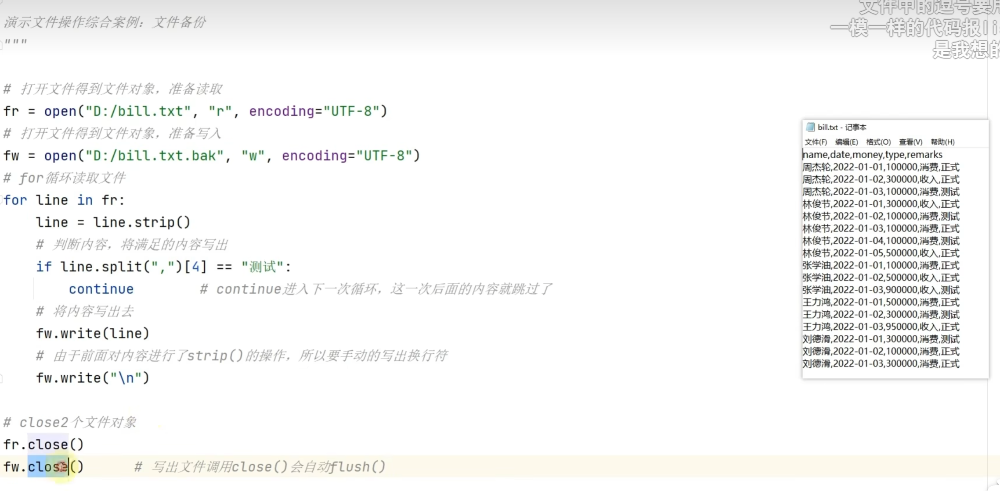 演示文件操作综合案例：文件备份
"""
# 打开文件得到文件对象，准备读取
fr = open("D:/bill.txt", "r", encoding="UTF-8")
# 打开文件得到文件对象，准备写入
fw = open("D:/bill.txt.bak", "w", encoding="UTF-8")
# for循环读取文件
for line in fr:
    line = line.strip()
    # 判断内容，将满足的内容写出
    if line.split(",")[4] == "测试":
        continue        # continue进入下一次循环，这一次后面的内容就跳过了
    # 将内容写出去
    fw.write(line)
    # 由于前面对内容进行了strip()的操作，所以要手动的写出换行符
    fw.write("\n")
# close2个文件对象
fr.close()
fw.close()      # 写出文件调用close()会自动flush()
文件中的逗号要用
一模一样的代码报li
是我想的
bill.txt - 记事本
文件(F) 编辑(E) 格式(O) 查看(V) 帮助(H)
name,date,money,type,remarks
周杰轮,2022-01-01,100000,消费,正式
周杰轮,2022-01-02,300000,收入,正式
周杰轮,2022-01-03,100000,消费,测试
林俊节,2022-01-01,300000,收入,正式
林俊节,2022-01-02,100000,消费,测试
林俊节,2022-01-03,100000,消费,正式
林俊节,2022-01-04,100000,消费,测试
林俊节,2022-01-05,500000,收入,正式
张学油,2022-01-01,100000,消费,正式
张学油,2022-01-02,500000,收入,正式
张学油,2022-01-03,900000,收入,测试
王力鸿,2022-01-01,500000,消费,正式
王力鸿,2022-01-02,300000,消费,测试
王力鸿,2022-01-03,950000,收入,正式
刘德滑,2022-01-01,300000,消费,测试
刘德滑,2022-01-02,100000,消费,正式
刘德滑,2022-01-03,300000,消费,正式